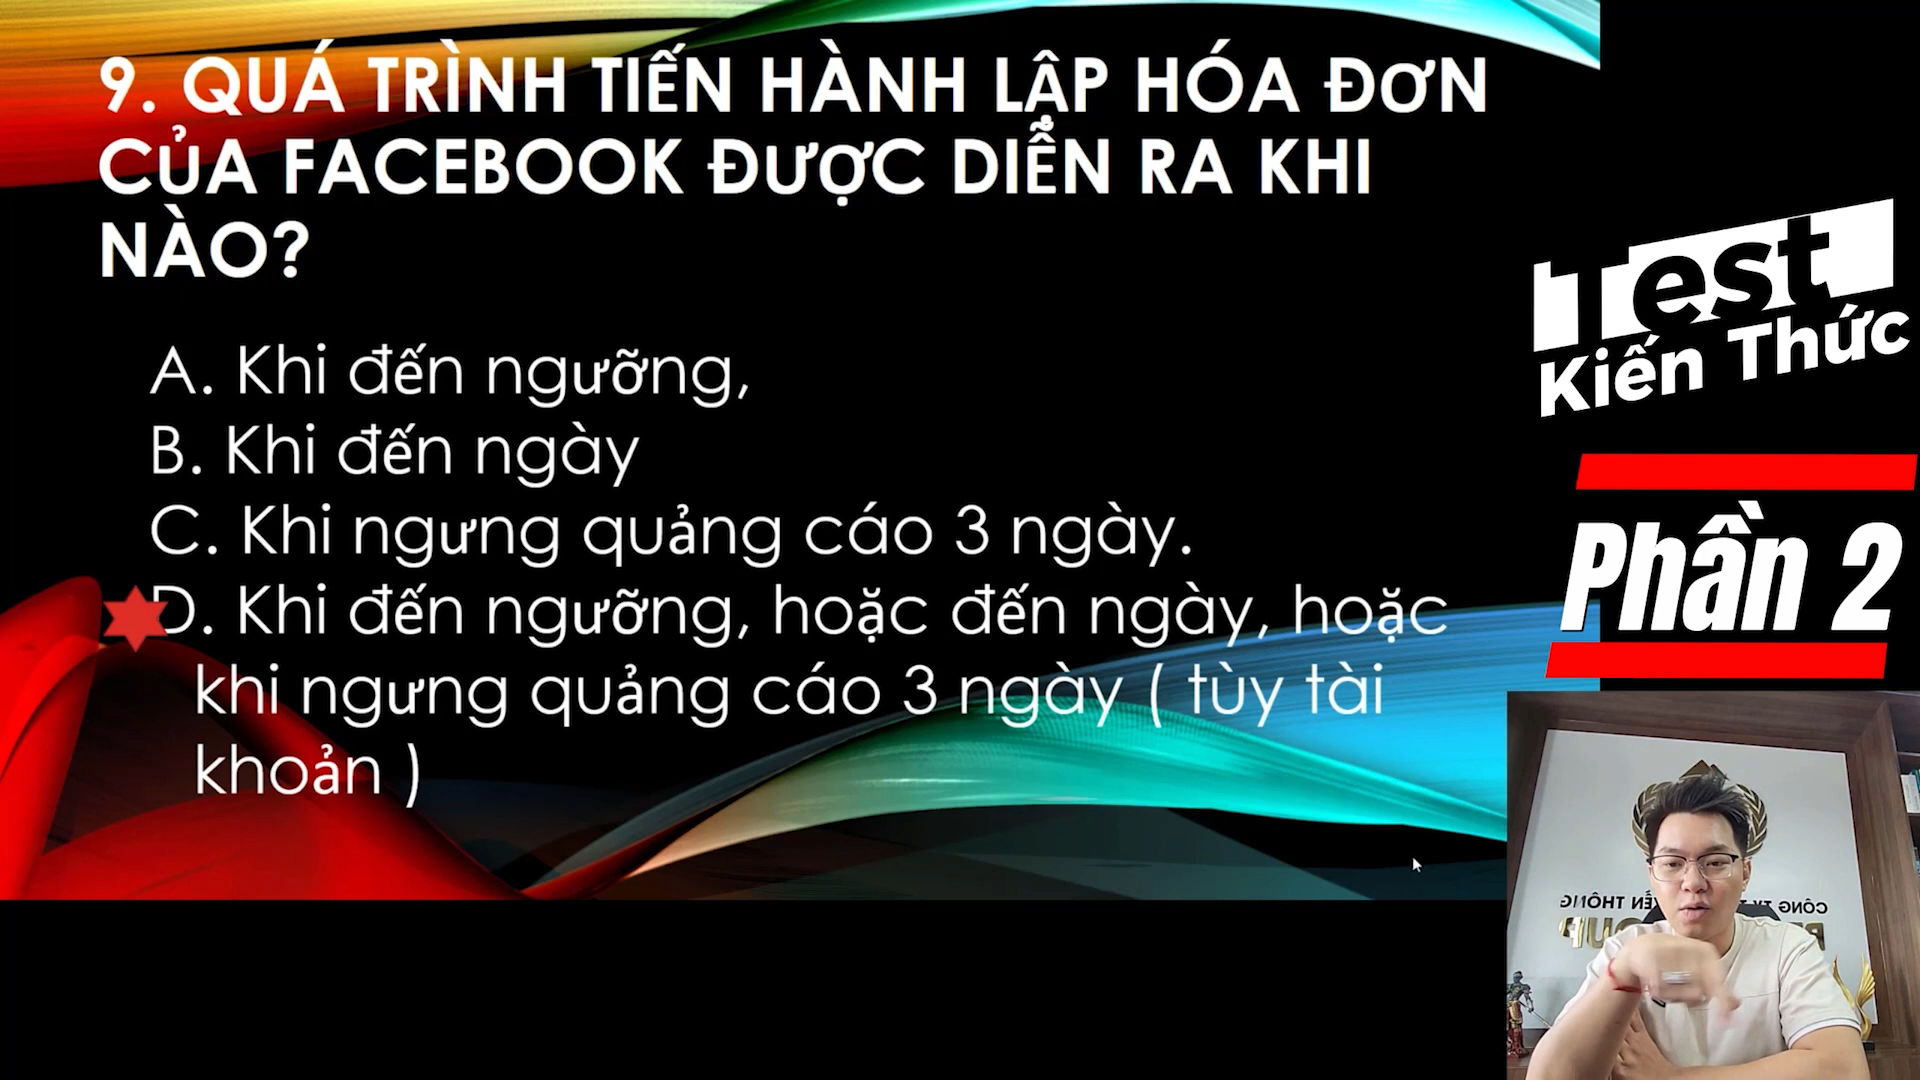 9. QUÁ TRÌNH TIẾN HÀNH LẬP HÓA ĐƠN
CỦA FACEBOOK ĐƯỢC DIỄN RA KHI
NÀO?
A. Khi đến ngưỡng,
B. Khi đến ngày
C. Khi ngưng quảng cáo 3 ngày.
D. Khi đến ngưỡng, hoặc đến ngày, hoặc
khi ngưng quảng cáo 3 ngày ( tùy tài
khoản )
Test
Kiến Thức
Phần 2
CÔNG TY
THÔNG